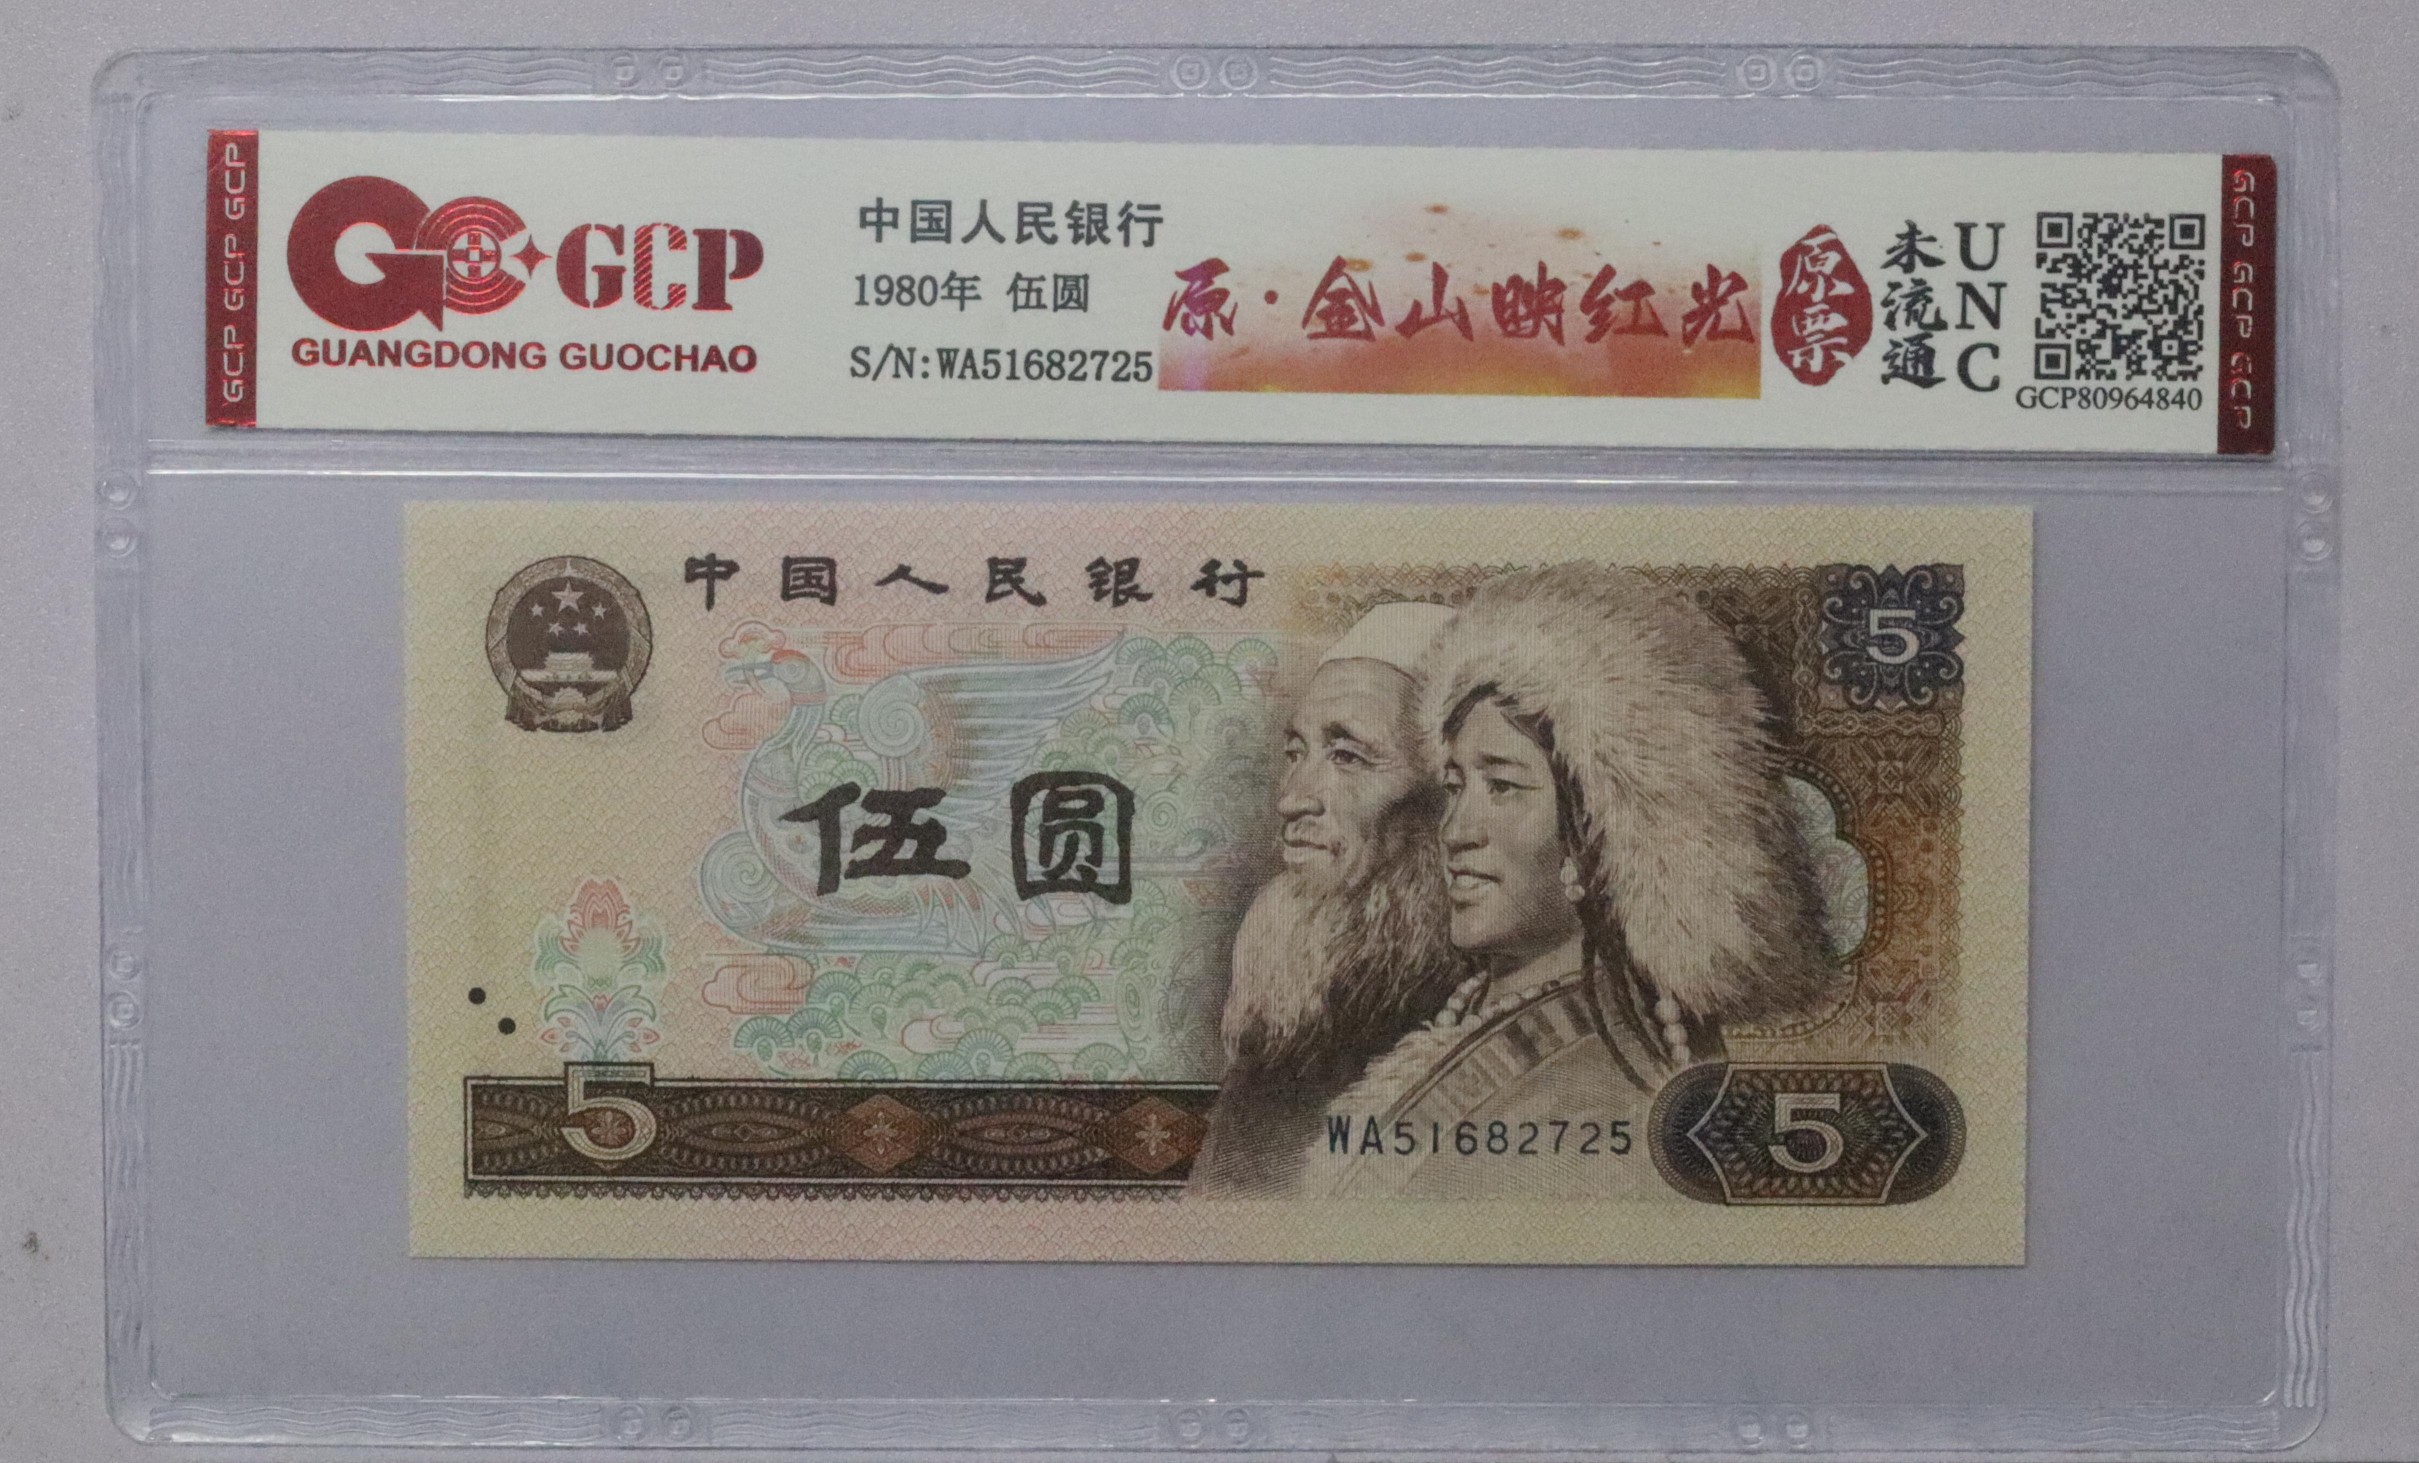 GCP GCP GCP
GCP
GUANGDONG GUOCHAO
中国人民银行
1980年 伍圆
S/N:WA51682725
原·金山映红光
原票
未流通
UNC
GCP80964840
GCP GCP GCP
中国人民银行
5
伍圆
5
WA51682725
5